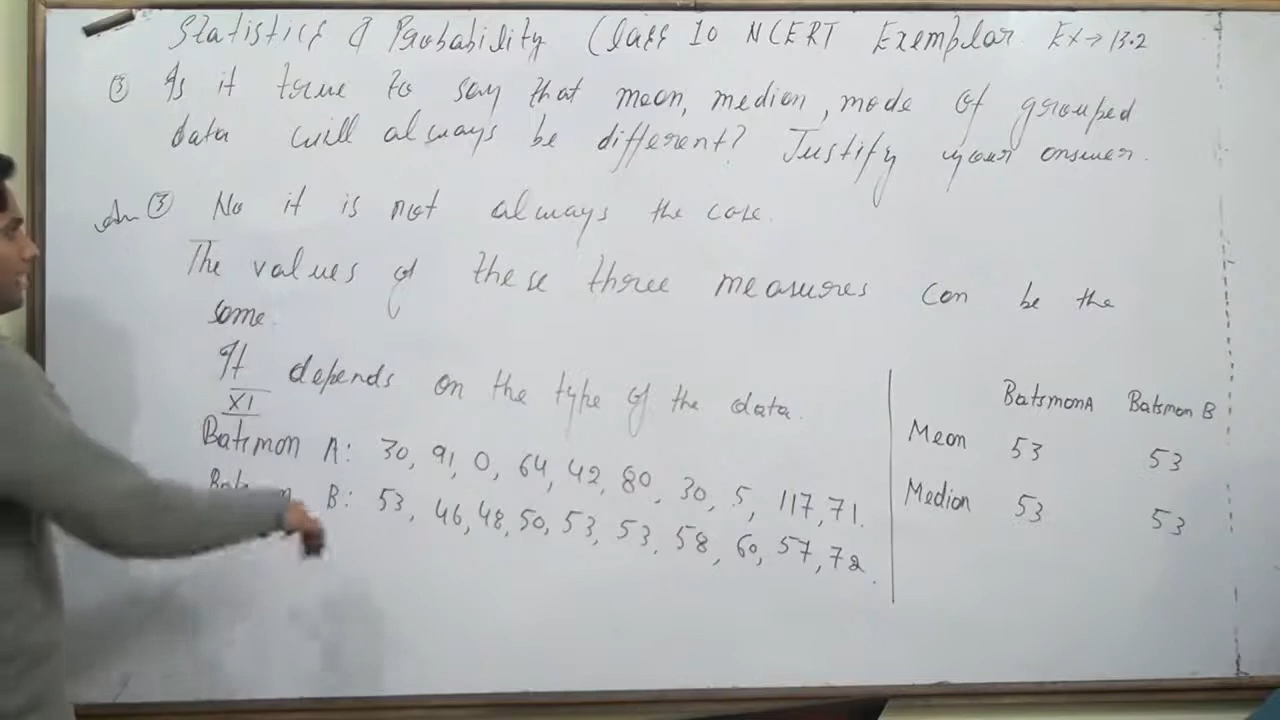 Statistics & Probability Class 10 NCERT Exemplar Ex→13.2
③ Is it true to say that mean, median, mode of grouped
data will always be different? Justify your answer.
Ans ③ No it is not always the case.
The values of these three measures can be the
same.
It depends on the type of the data.
XI
Batsman A: 30, 91, 0, 64, 42, 80, 30, 5, 117, 71.
B: 53, 46, 48, 50, 53, 53, 58, 60, 57, 72.
Batsman A Batsman B
Mean 53 53
Median 53 53